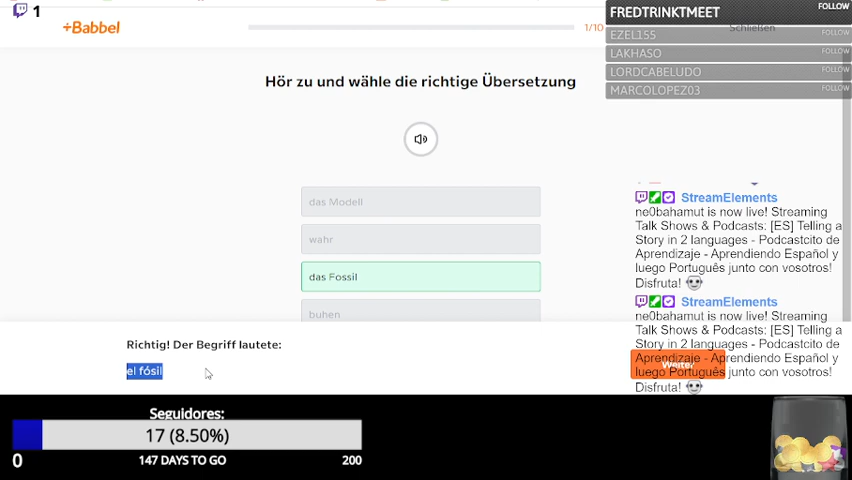 1
+Babbel
1/10
Schließen
FREDTRINKTMEET
FOLLOW
EZEL155
FOLLOW
LAKHASO
FOLLOW
LORDCABELUDO
FOLLOW
MARCOLOPEZ03
FOLLOW
Hör zu und wähle die richtige Übersetzung
das Modell
wahr
das Fossil
buhen
Richtig! Der Begriff lautete:
el fósil
Weiter
StreamElements
ne0bahamut is now live! Streaming
Talk Shows & Podcasts: [ES] Telling a
Story in 2 languages - Podcastcito de
Aprendizaje - Aprendiendo Español y
luego Português junto con vosotros!
Disfruta!
StreamElements
ne0bahamut is now live! Streaming
Talk Shows & Podcasts: [ES] Telling a
Story in 2 languages - Podcastcito de
Aprendizaje - Aprendiendo Español y
luego Português junto con vosotros!
Disfruta!
Seguidores:
17 (8.50%)
0
147 DAYS TO GO
200